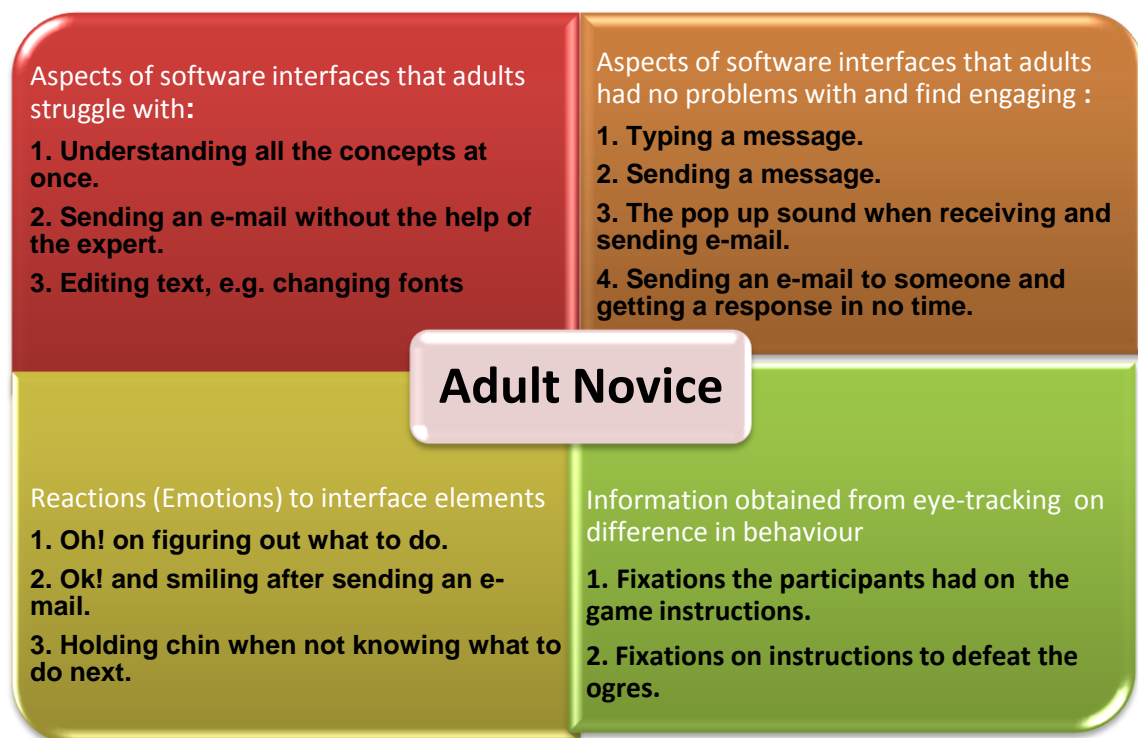 Aspects of software interfaces that adults
struggle with:
1. Understanding all the concepts at
once.
2. Sending an e-mail without the help of
the expert.
3. Editing text, e.g. changing fonts
Aspects of software interfaces that adults
had no problems with and find engaging :
1. Typing a message.
2. Sending a message.
3. The pop up sound when receiving and
sending e-mail.
4. Sending an e-mail to someone and
getting a response in no time.
Adult Novice
Reactions (Emotions) to interface elements
1. Oh! on figuring out what to do.
2. Ok! and smiling after sending an e-
mail.
3. Holding chin when not knowing what to
do next.
Information obtained from eye-tracking on
difference in behaviour
1. Fixations the participants had on the
game instructions.
2. Fixations on instructions to defeat the
ogres.